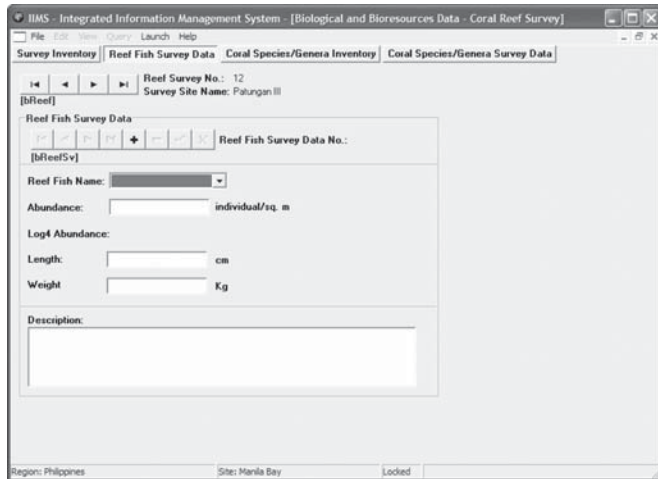 IIMS - Integrated Information Management System - [Biological and Bioresources Data - Coral Reef Survey]
File Edit View Query Launch Help
Survey Inventory Reef Fish Survey Data Coral Species/Genera Inventory Coral Species/Genera Survey Data
Reef Survey No.: 12
Survey Site Name: Patungan III
[bReef]
Reef Fish Survey Data
Reef Fish Survey Data No.:
[bReefSv]
Reef Fish Name:
Abundance: individual/sq. m
Log4 Abundance:
Length: cm
Weight Kg
Description:
Region: Philippines Site: Manila Bay Locked